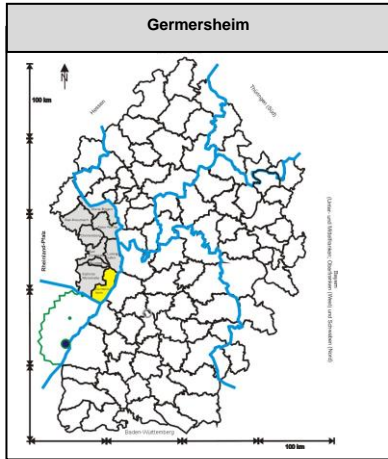 Germersheim
N
100 km
Hessen
Thüringen (Süd)
Rheinland-Pfalz
Bayern
(Unter- und Mittelfranken, Oberfranken (West) und Schwaben (Nord)
Baden-Württemberg
100 km